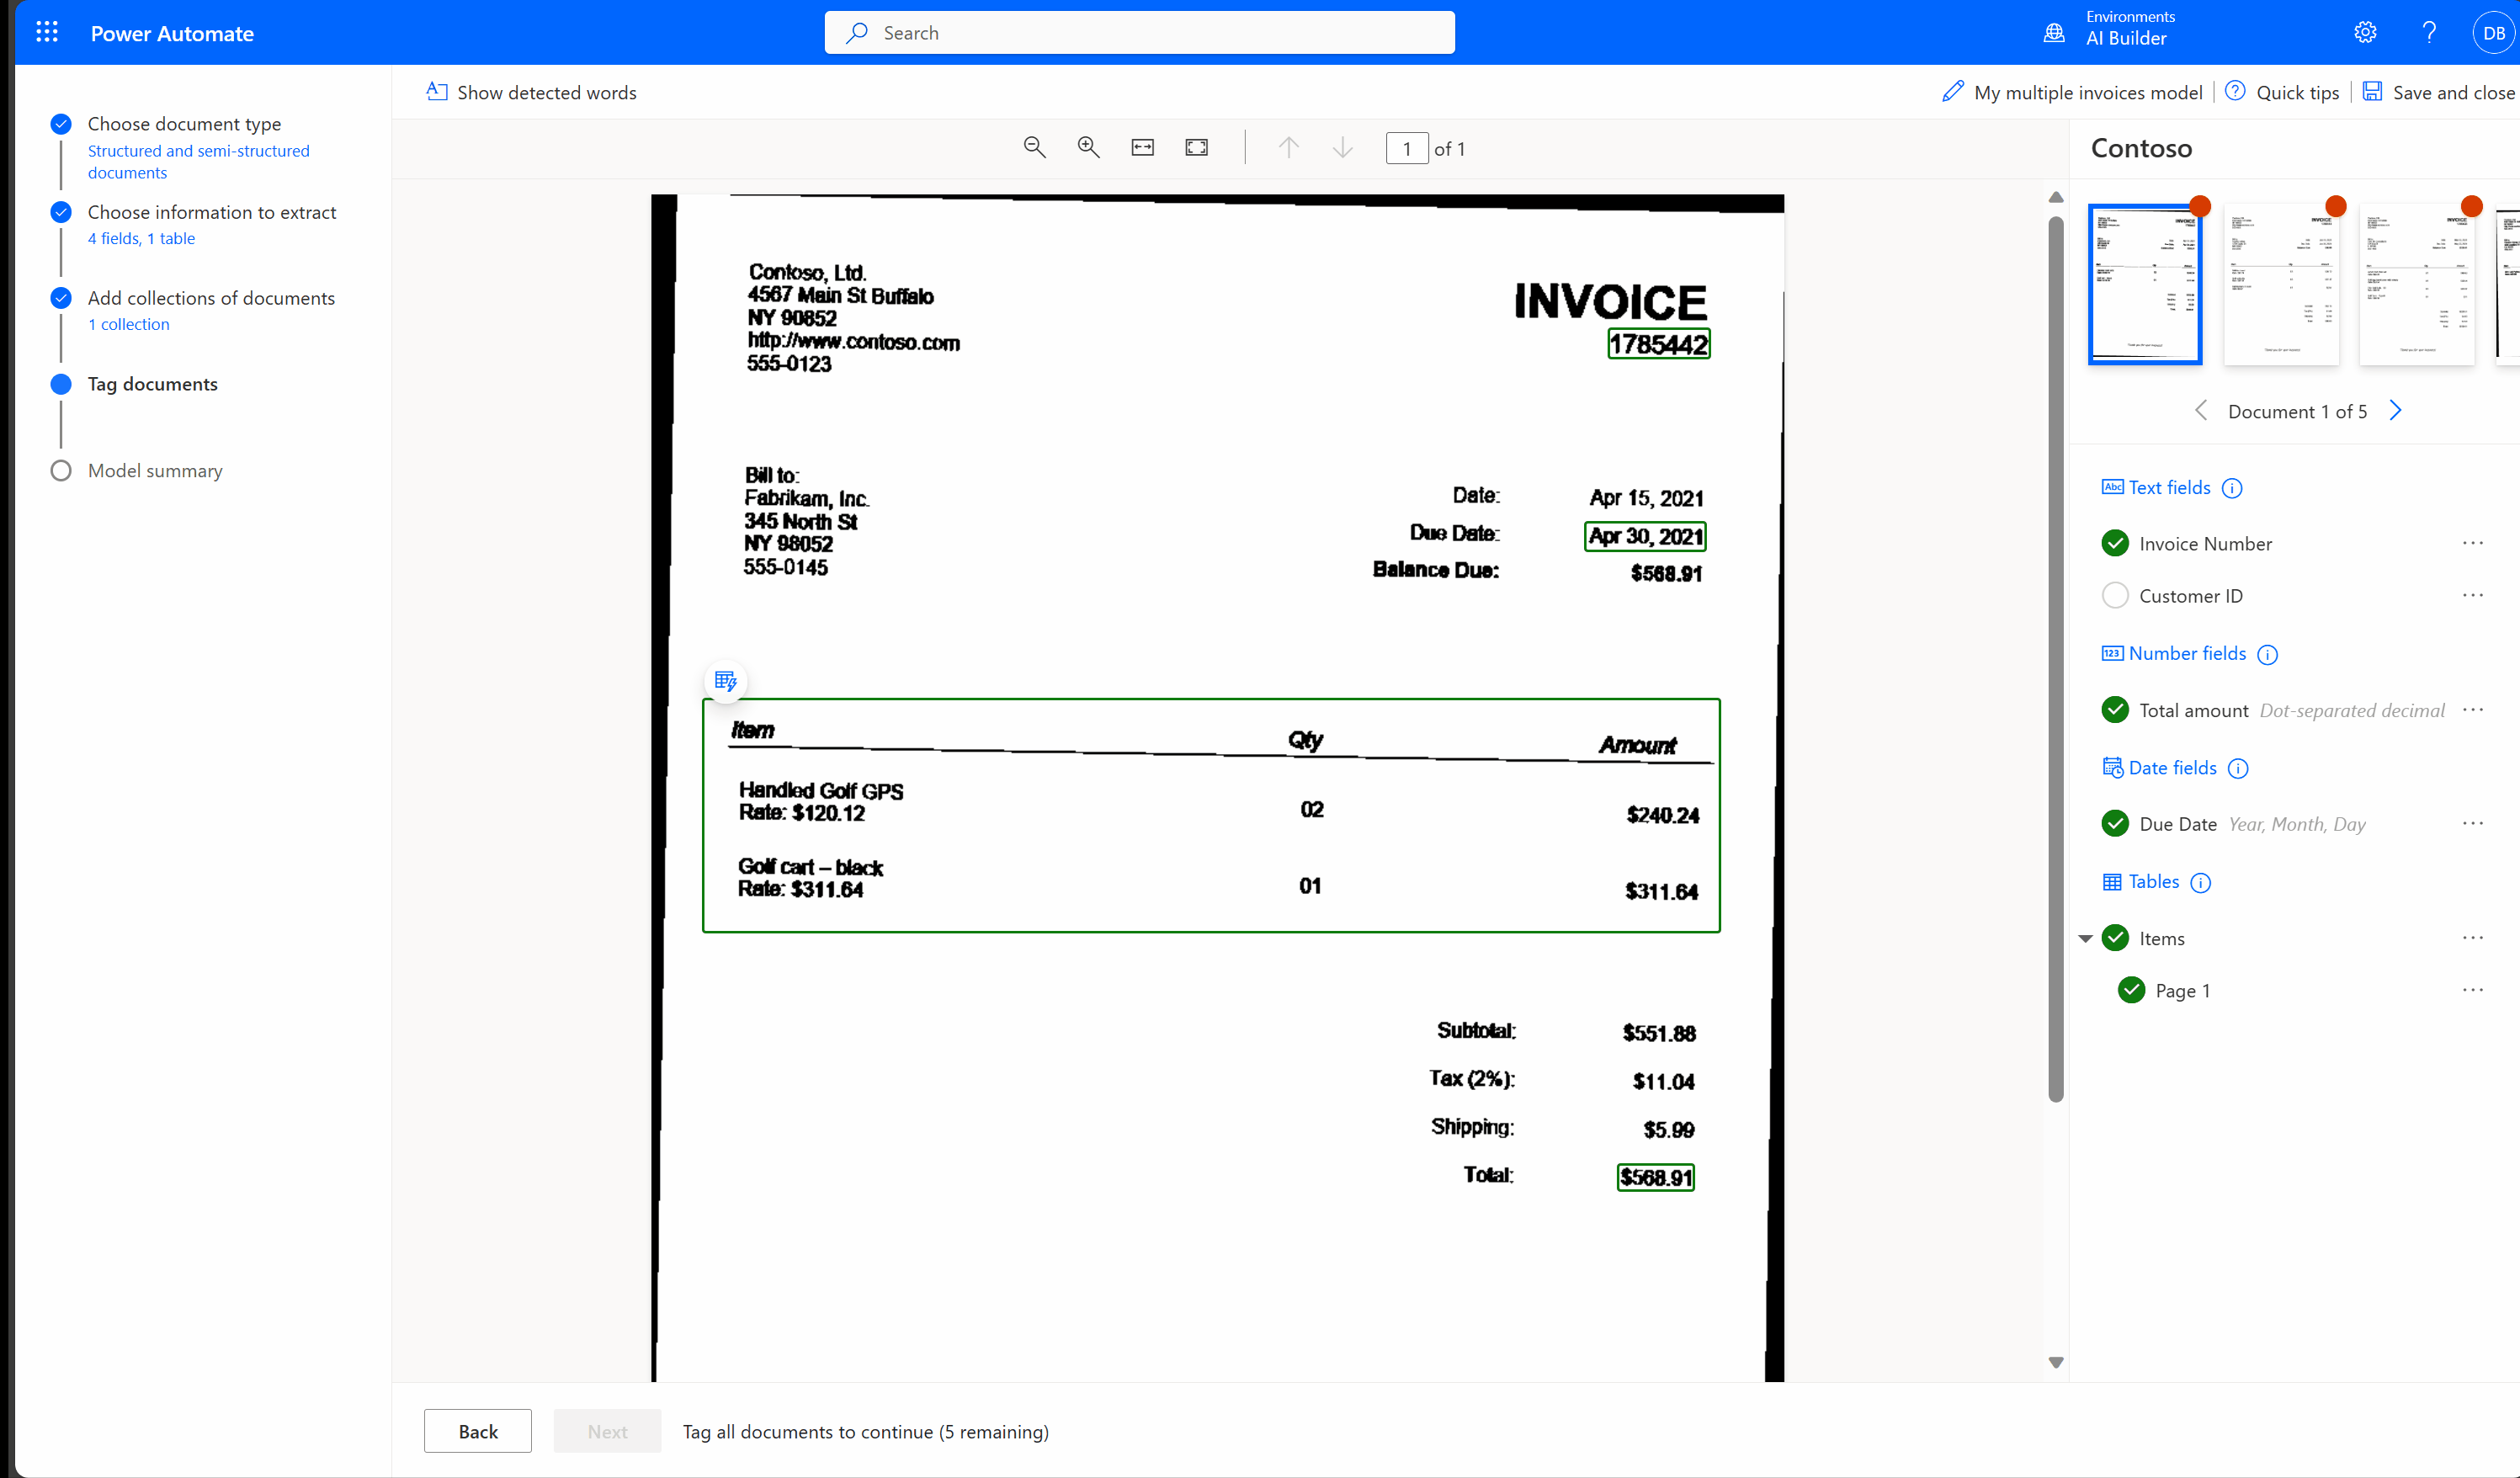 Power Automate
Search
Environments
AI Builder
?
DB
Show detected words
My multiple invoices model
Quick tips
Save and close
Choose document type
Structured and semi-structured
documents
Choose information to extract
4 fields, 1 table
Add collections of documents
1 collection
Tag documents
Model summary
1 of 1
Contoso, Ltd.
4567 Main St Buffalo
NY 90852
http://www.contoso.com
555-0123
INVOICE
1785442
Bill to:
Fabrikam, Inc.
345 North St
NY 98052
555-0145
Date: Apr 15, 2021
Due Date: Apr 30, 2021
Balance Due: $568.91
Item Qty Amount
Handled Golf GPS
Rate: $120.12 02 $240.24
Golf cart – black
Rate: $311.64 01 $311.64
Subtotal: $551.88
Tax (2%): $11.04
Shipping: $5.99
Total: $568.91
Contoso
Document 1 of 5
Abc Text fields
Invoice Number
Customer ID
123 Number fields
Total amount Dot-separated decimal
Date fields
Due Date Year, Month, Day
Tables
Items
Page 1
Back
Next
Tag all documents to continue (5 remaining)